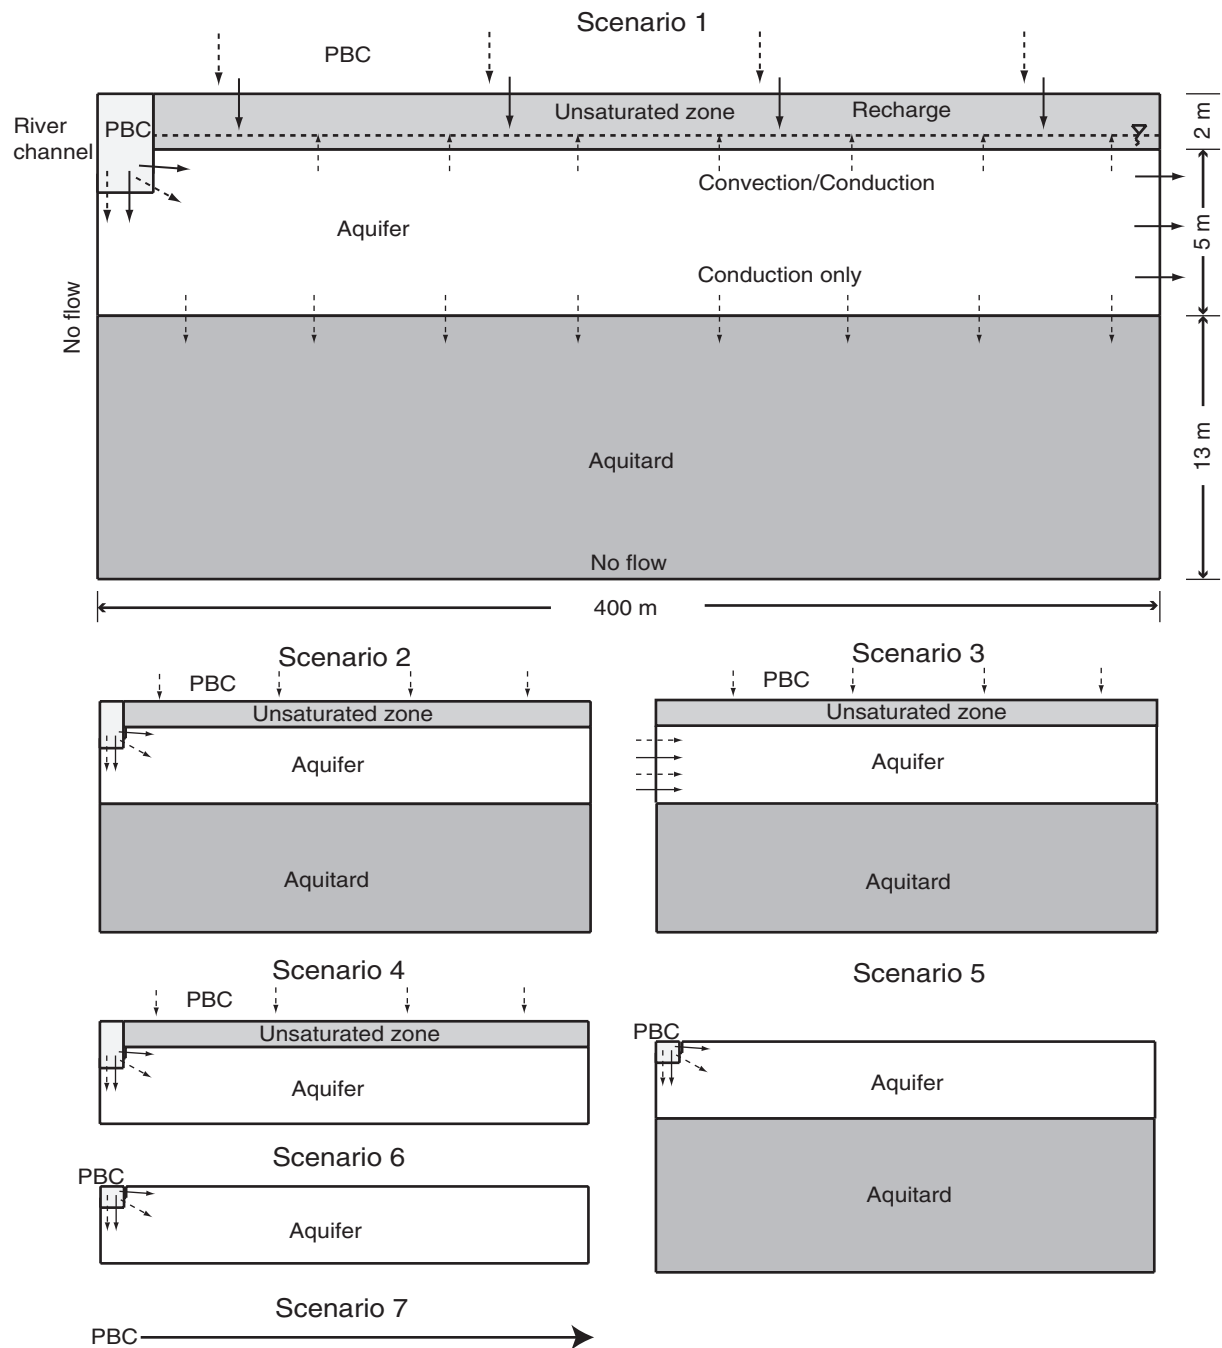 Scenario 1
PBC
Unsaturated zone
Recharge
2 m
River
channel
PBC
Convection/Conduction
Aquifer
5 m
Conduction only
No flow
Aquitard
13 m
No flow
400 m
Scenario 2
PBC
Unsaturated zone
Aquifer
Aquitard
Scenario 3
PBC
Unsaturated zone
Aquifer
Aquitard
Scenario 4
PBC
Unsaturated zone
Aquifer
Scenario 5
PBC
Aquifer
Aquitard
Scenario 6
PBC
Aquifer
Scenario 7
PBC